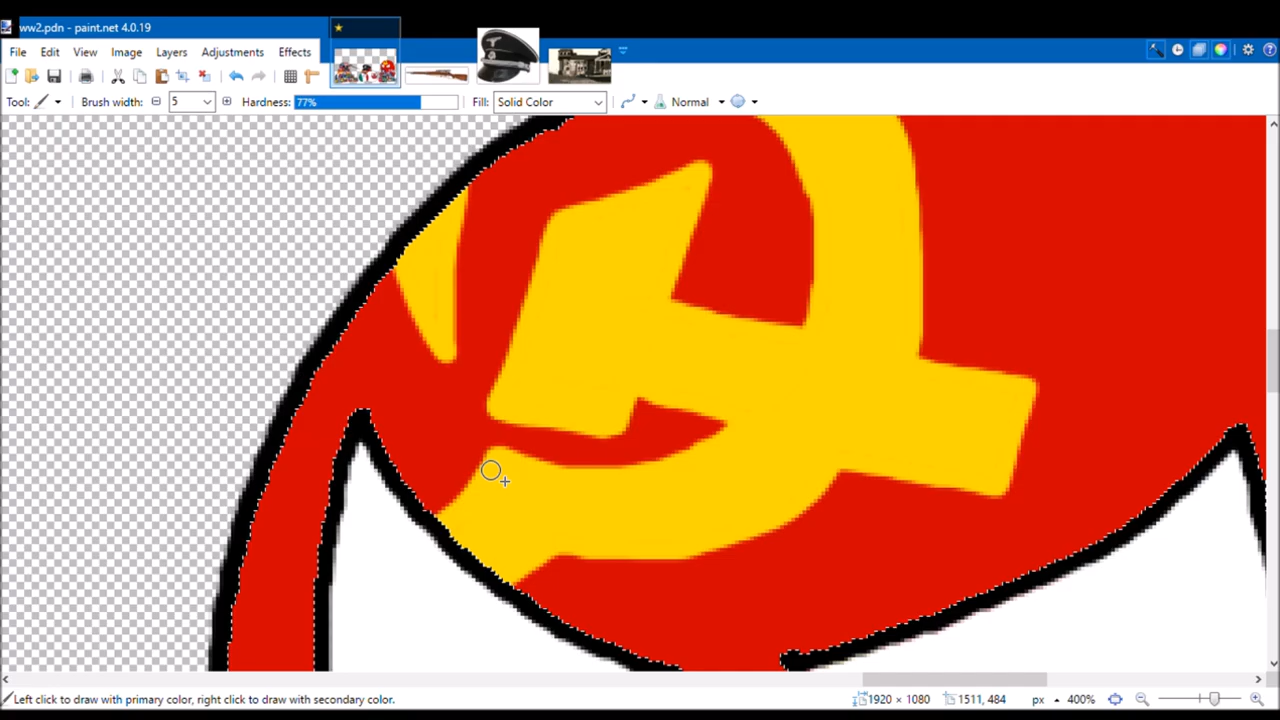 ww2.pdn - paint.net 4.0.19
File Edit View Image Layers Adjustments Effects
Tool: Brush width: 5 Hardness: 77% Fill: Solid Color Normal
Left click to draw with primary color, right click to draw with secondary color. 1920 × 1080 1511, 484 px 400%